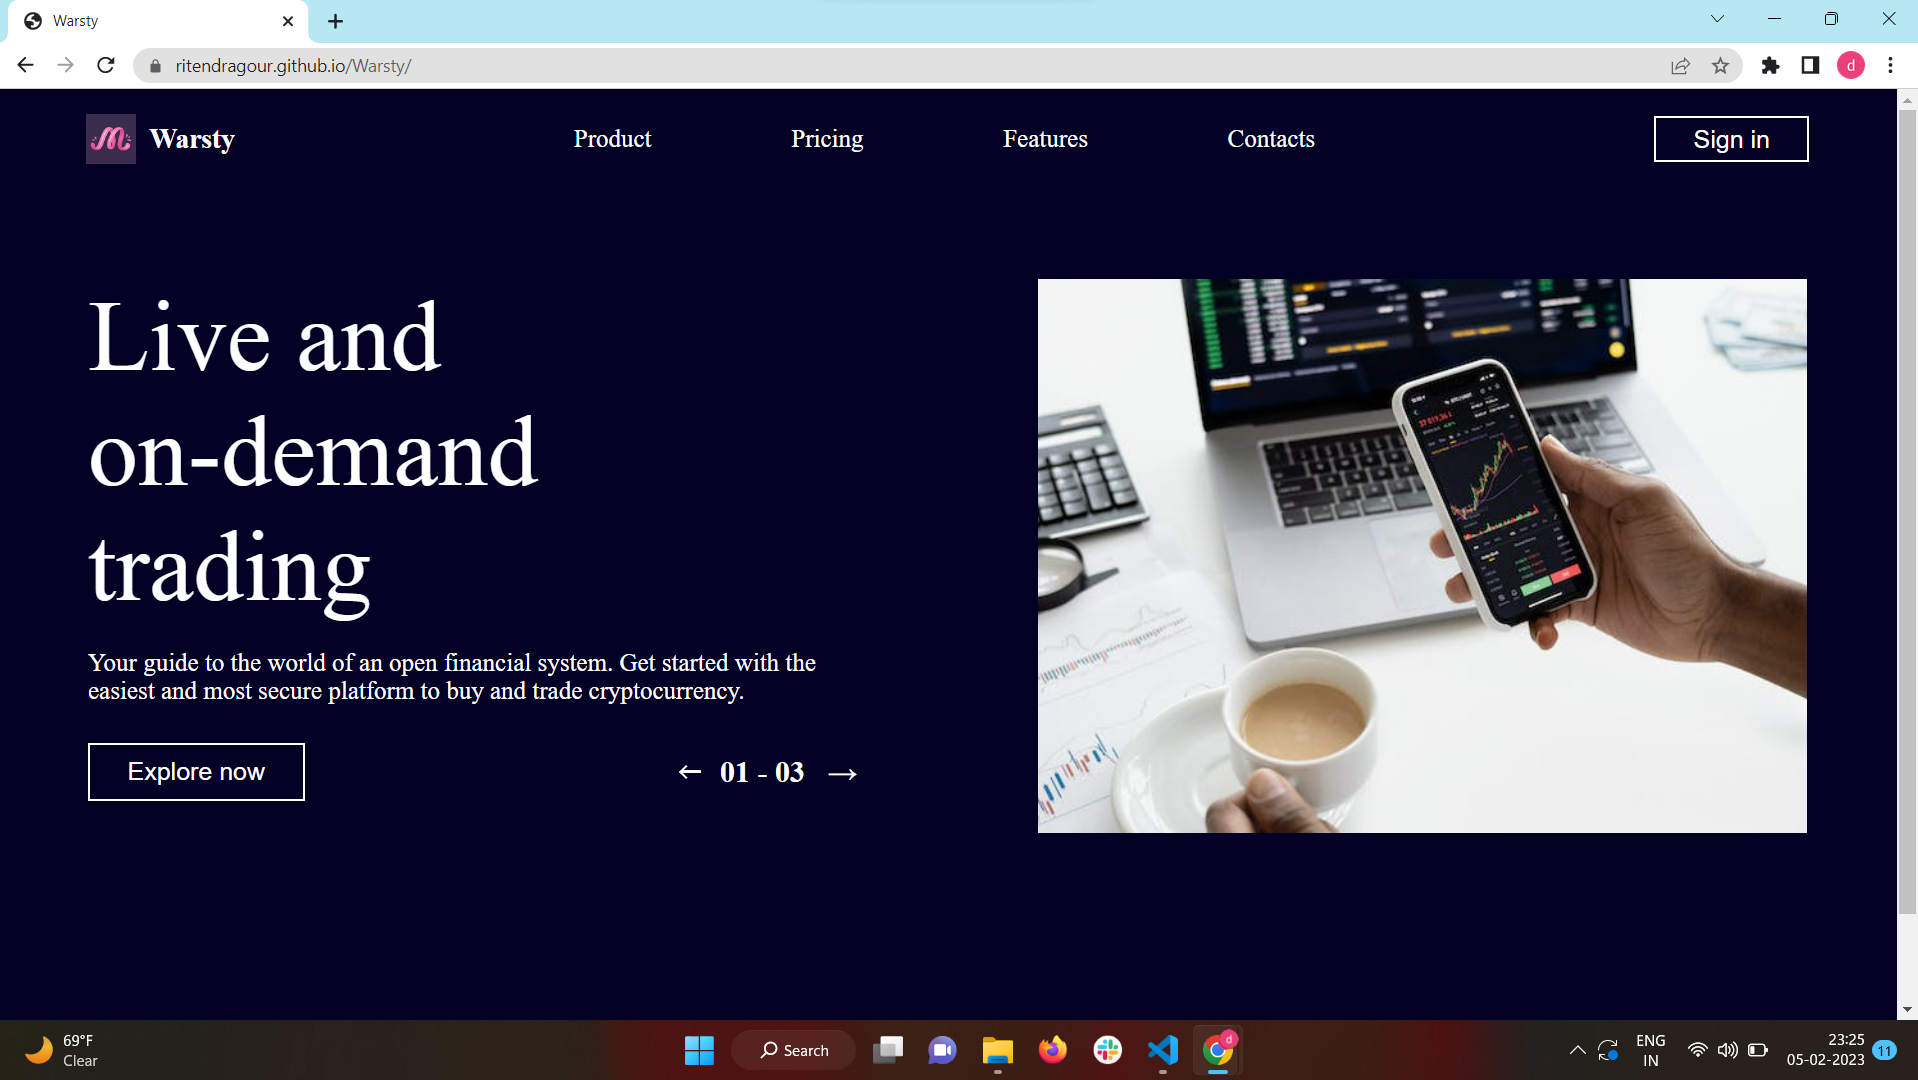 Warsty
ritendragour.github.io/Warsty/
d
Warsty
Product
Pricing
Features
Contacts
Sign in
Live and
on-demand
trading
Your guide to the world of an open financial system. Get started with the
easiest and most secure platform to buy and trade cryptocurrency.
Explore now
← 01 - 03 →
69°F
Clear
Search
d
ENG
IN
23:25
05-02-2023
11